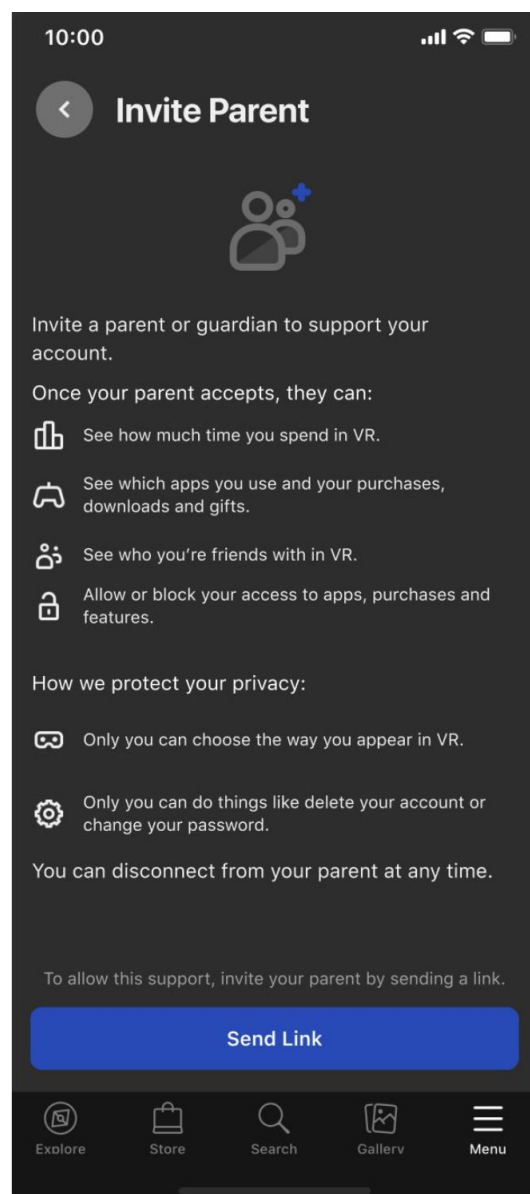 10:00
Invite Parent
Invite a parent or guardian to support your
account.
Once your parent accepts, they can:
See how much time you spend in VR.
See which apps you use and your purchases,
downloads and gifts.
See who you're friends with in VR.
Allow or block your access to apps, purchases and
features.
How we protect your privacy:
Only you can choose the way you appear in VR.
Only you can do things like delete your account or
change your password.
You can disconnect from your parent at any time.
To allow this support, invite your parent by sending a link.
Send Link
Explore Store Search Gallery Menu